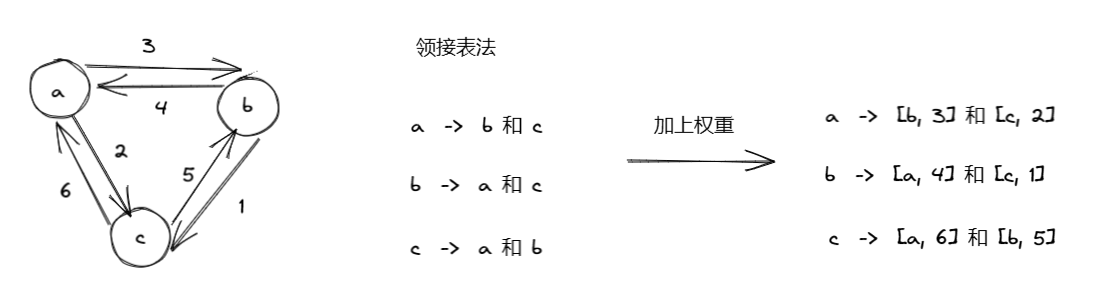 3
4
a
b
2
5
6
1
c
领接表法
a -> b 和 c
b -> a 和 c
c -> a 和 b
加上权重
a -> [b, 3] 和 [c, 2]
b -> [a, 4] 和 [c, 1]
c -> [a, 6] 和 [b, 5]